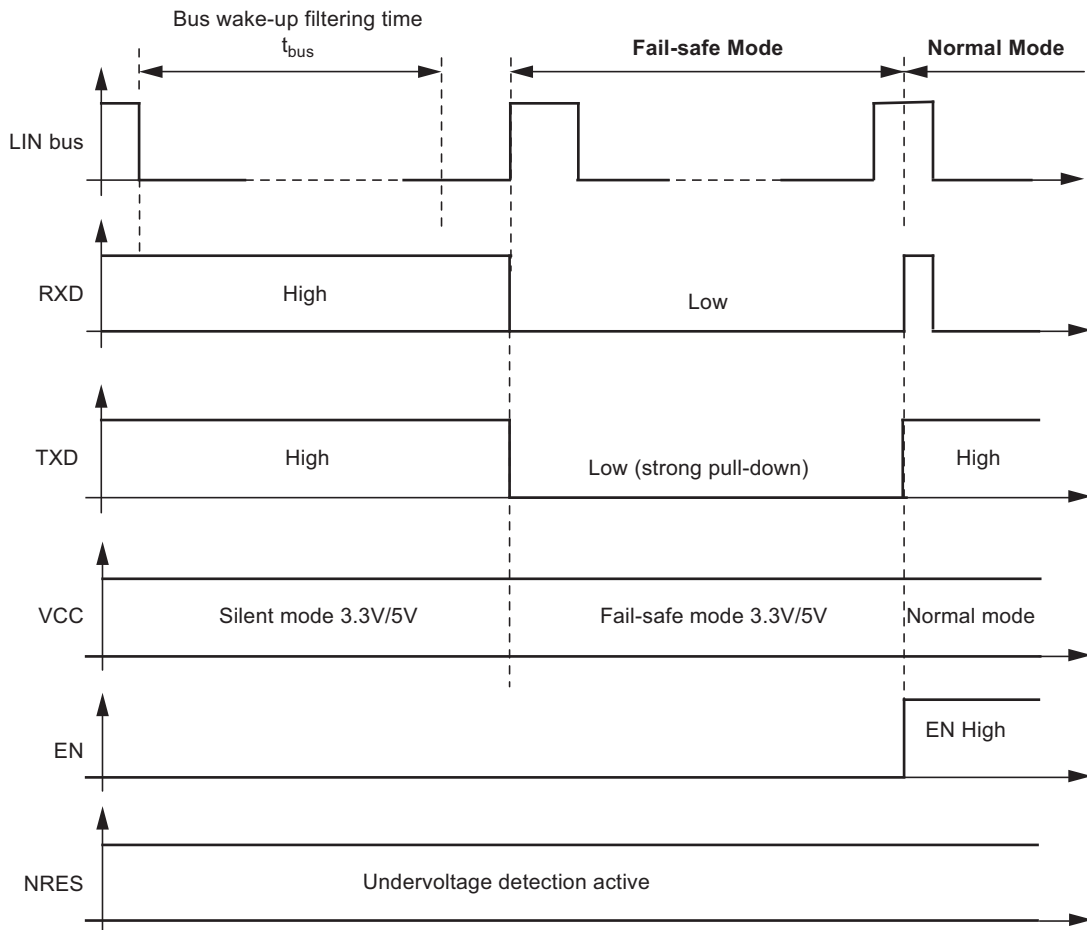 Bus wake-up filtering time
tbus
Fail-safe Mode
Normal Mode
LIN bus
RXD
High
Low
TXD
High
Low (strong pull-down)
High
VCC
Silent mode 3.3V/5V
Fail-safe mode 3.3V/5V
Normal mode
EN
EN High
NRES
Undervoltage detection active